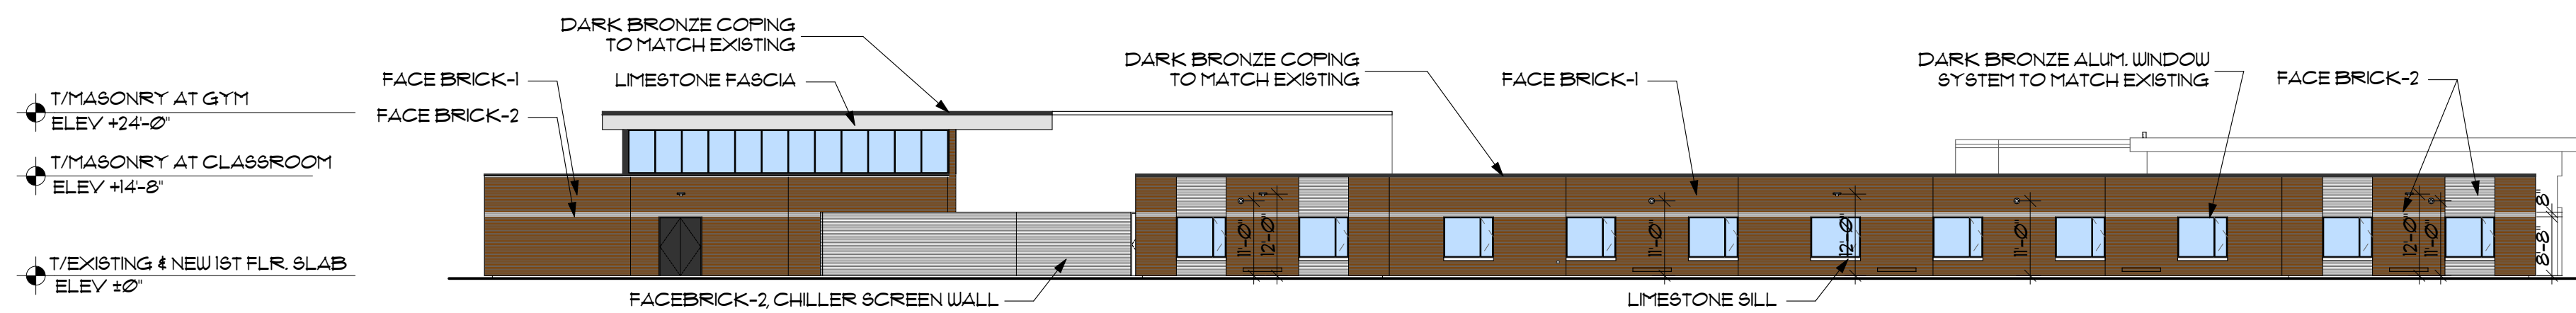 T/MASONRY AT GYM
ELEV +24'-0"
T/MASONRY AT CLASSROOM
ELEV +14'-8"
T/EXISTING & NEW 1ST FLR. SLAB
ELEV ±0"
FACE BRICK-1
FACE BRICK-2
DARK BRONZE COPING
TO MATCH EXISTING
LIMESTONE FASCIA
FACEBRICK-2, CHILLER SCREEN WALL
DARK BRONZE COPING
TO MATCH EXISTING
FACE BRICK-1
DARK BRONZE ALUM. WINDOW
SYSTEM TO MATCH EXISTING
FACE BRICK-2
LIMESTONE SILL
11'-0"
12'-0"
11'-0"
12'-0"
11'-0"
12'-0"
11'-0"
8"
8'-8"